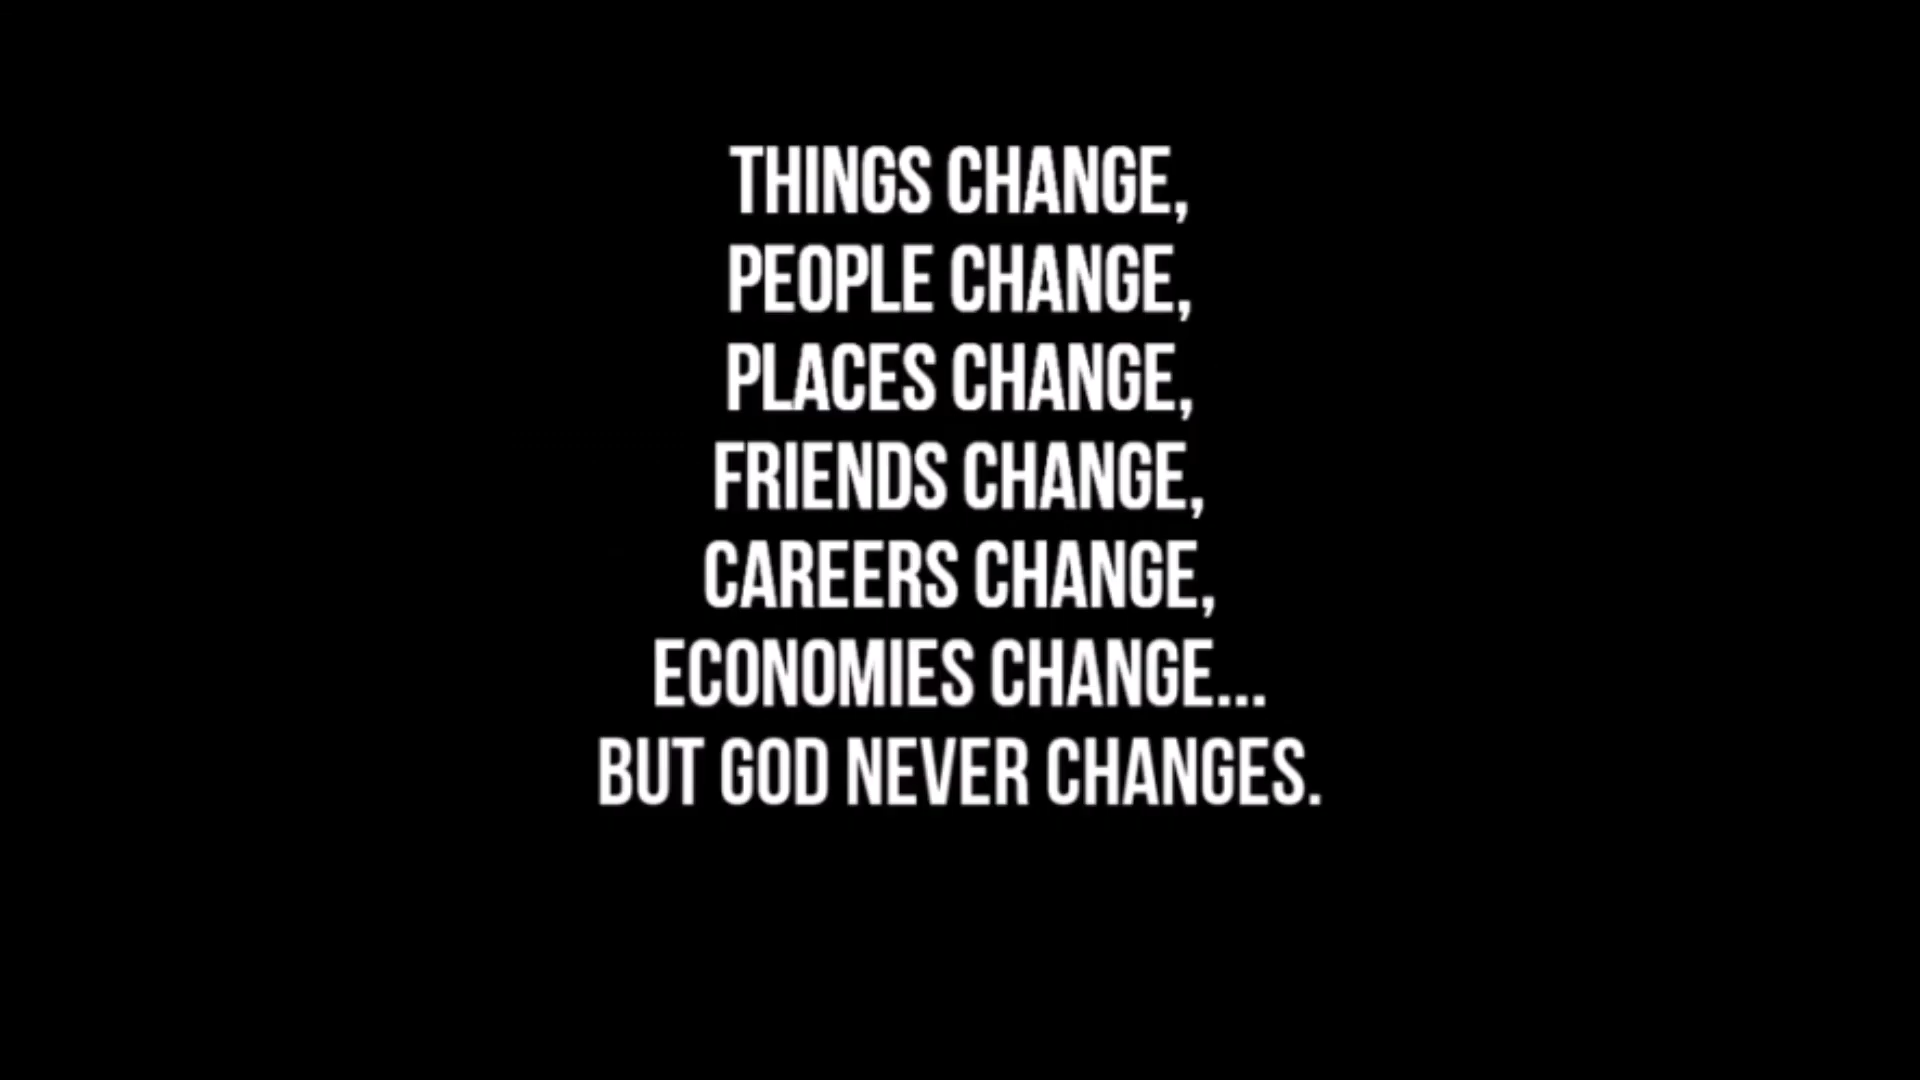 THINGS CHANGE,
PEOPLE CHANGE,
PLACES CHANGE,
FRIENDS CHANGE,
CAREERS CHANGE,
ECONOMIES CHANGE...
BUT GOD NEVER CHANGES.